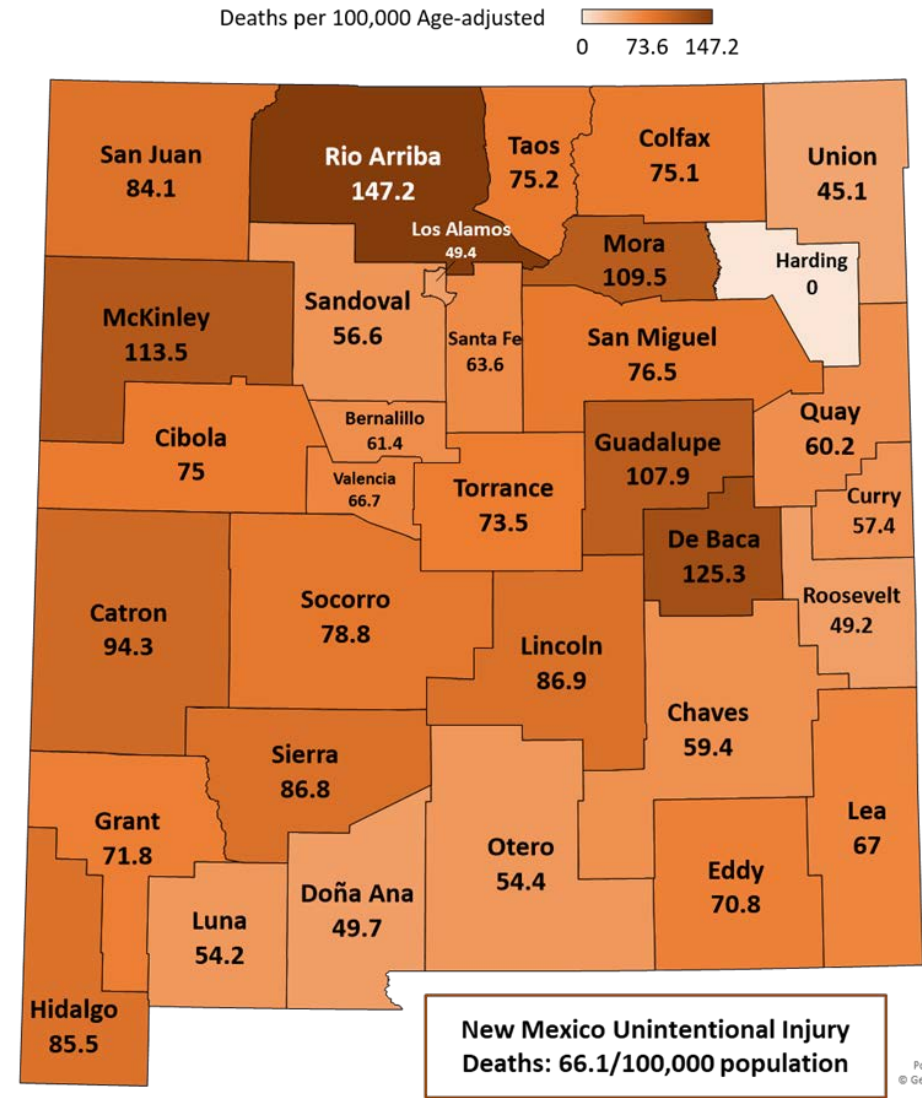 Deaths per 100,000 Age-adjusted
0 73.6 147.2
San Juan
84.1
Rio Arriba
147.2
Taos
75.2
Colfax
75.1
Union
45.1
Los Alamos
49.4
Mora
109.5
Harding
0
McKinley
113.5
Sandoval
56.6
Santa Fe
63.6
San Miguel
76.5
Cibola
75
Bernalillo
61.4
Valencia
66.7
Torrance
73.5
Guadalupe
107.9
Quay
60.2
Curry
57.4
De Baca
125.3
Roosevelt
49.2
Catron
94.3
Socorro
78.8
Lincoln
86.9
Chaves
59.4
Sierra
86.8
Grant
71.8
Otero
54.4
Lea
67
Eddy
70.8
Luna
54.2
Doña Ana
49.7
Hidalgo
85.5
New Mexico Unintentional Injury
Deaths: 66.1/100,000 population
©